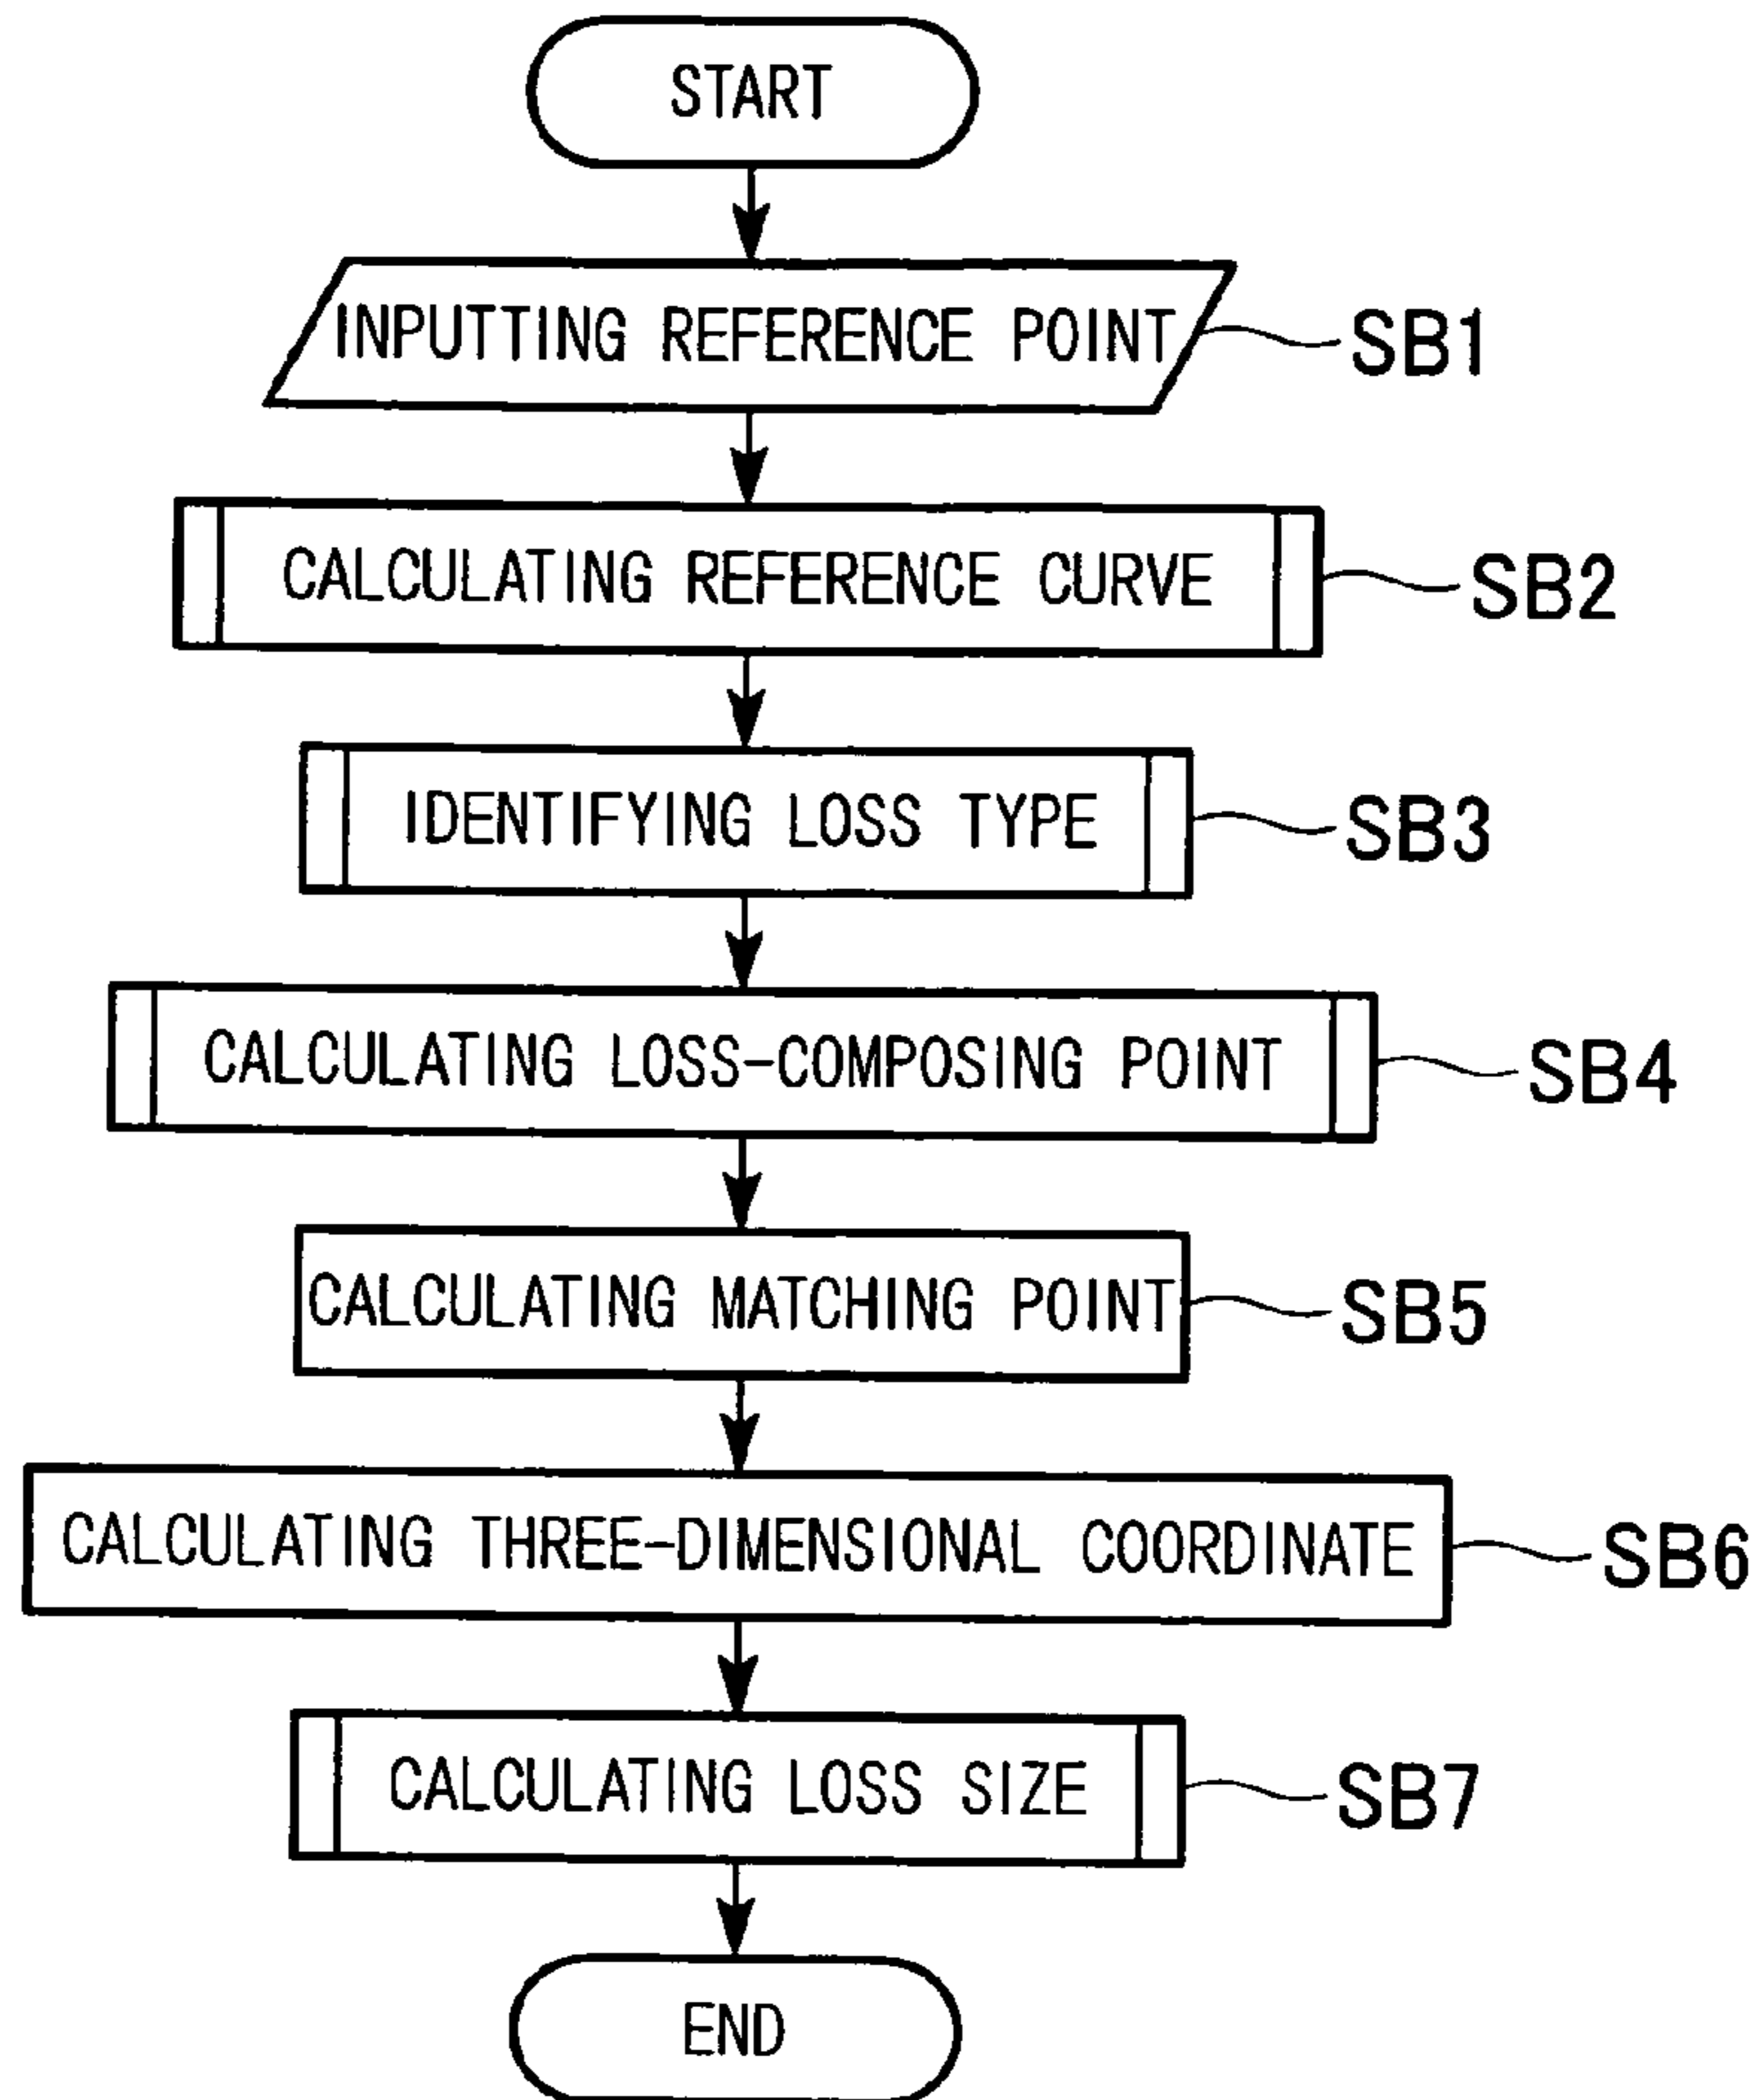 START
INPUTTING REFERENCE POINT SB1
CALCULATING REFERENCE CURVE SB2
IDENTIFYING LOSS TYPE SB3
CALCULATING LOSS-COMPOSING POINT SB4
CALCULATING MATCHING POINT SB5
CALCULATING THREE-DIMENSIONAL COORDINATE SB6
CALCULATING LOSS SIZE SB7
END